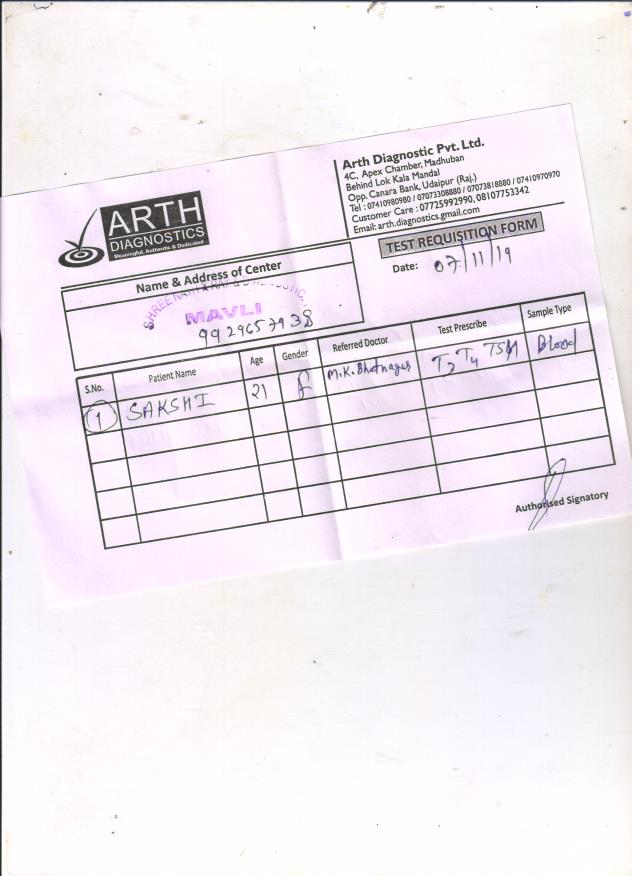 ARTH
DIAGNOSTICS
Meaningful, Authentic & Dedicated
Arth Diagnostic Pvt. Ltd.
4C, Apex Chamber, Madhuban
Behind Lok Kala Mandal
Opp. Canara Bank, Udaipur (Raj.)
Tel : 07410980980 / 07073308880 / 07073818880 / 07410970970
Customer Care : 07725992990, 08107753342
Email: arth.diagnostics.gmail.com
TEST REQUISITION FORM
Date: 07/11/19
Name & Address of Center
SHREENATH X RAY &
MAVLI
9929657938
S.No. Patient Name Age Gender Referred Doctor Test Prescribe Sample Type
1 SAKSHI 21 F M.K. Bhatnagar T3 T4 TSH Blood
Authorised Signatory